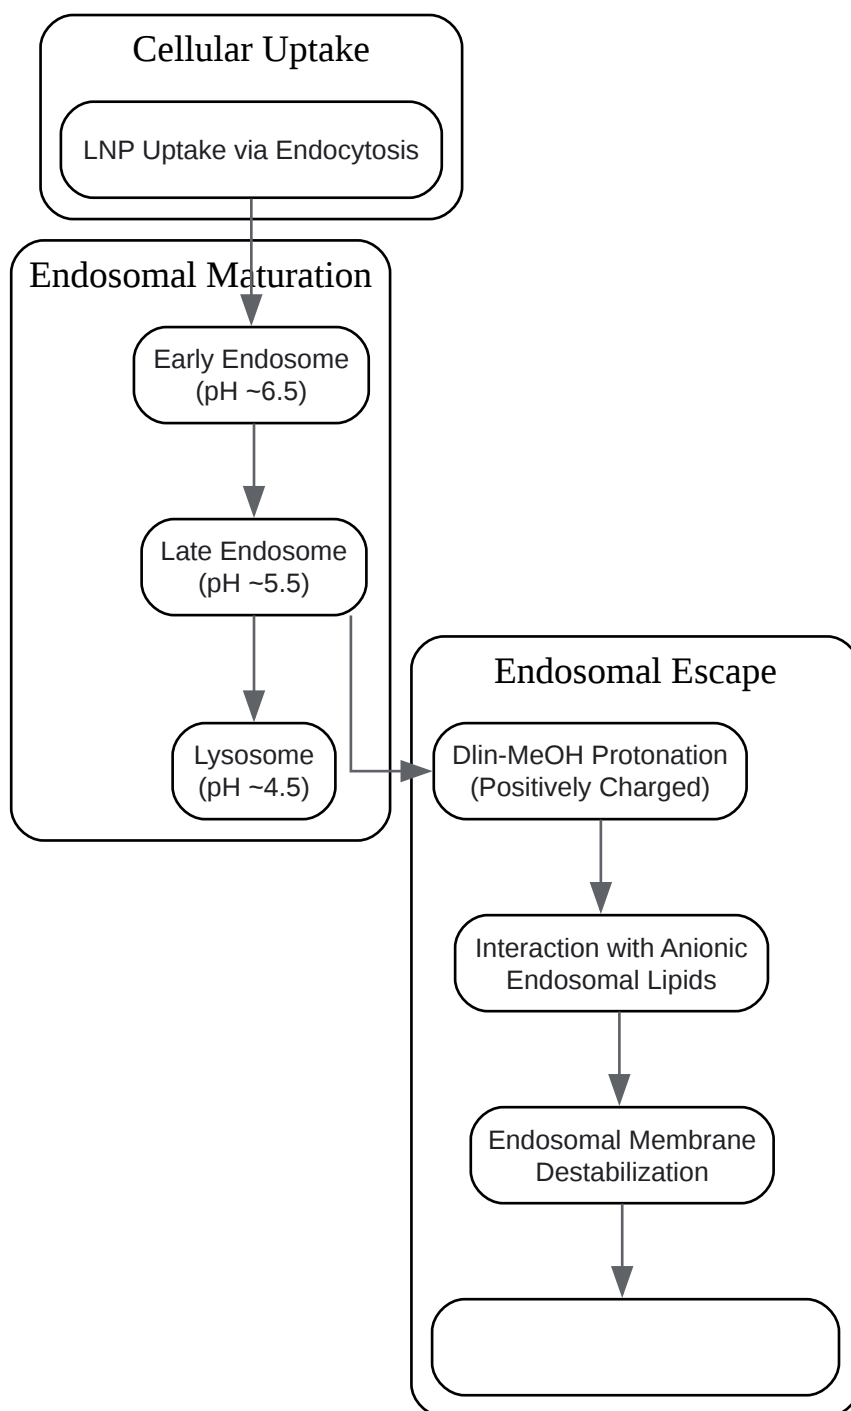 Cellular Uptake
LNP Uptake via Endocytosis
Endosomal Maturation
Early Endosome
(pH ~6.5)
Late Endosome
(pH ~5.5)
Lysosome
(pH ~4.5)
Endosomal Escape
Dlin-MeOH Protonation
(Positively Charged)
Interaction with Anionic
Endosomal Lipids
Endosomal Membrane
Destabilization